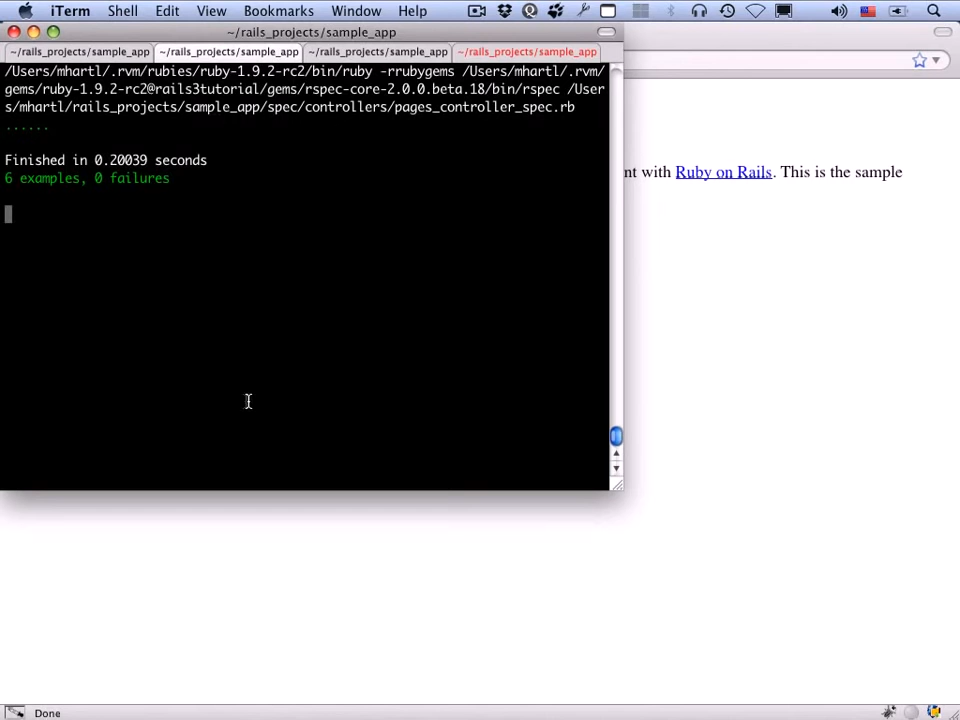 iTerm Shell Edit View Bookmarks Window Help
~/rails_projects/sample_app
~/rails_projects/sample_app ~/rails_projects/sample_app ~/rails_projects/sample_app ~/rails_projects/sample_app
/Users/mhartl/.rvm/rubies/ruby-1.9.2-rc2/bin/ruby -rrubygems /Users/mhartl/.rvm/
gems/ruby-1.9.2-rc2@rails3tutorial/gems/rspec-core-2.0.0.beta.18/bin/rspec /User
s/mhartl/rails_projects/sample_app/spec/controllers/pages_controller_spec.rb
......
Finished in 0.20039 seconds
6 examples, 0 failures
nt with Ruby on Rails. This is the sample
Done